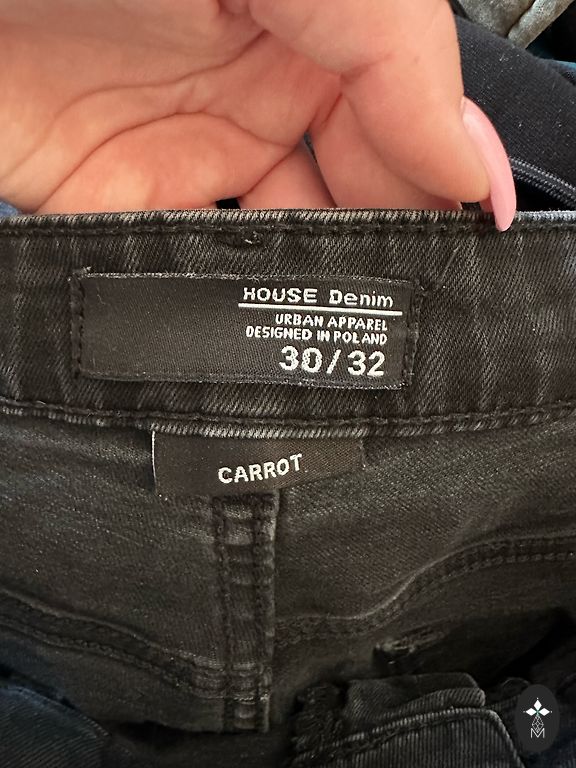 HOUSE Denim
URBAN APPAREL
DESIGNED IN POLAND
30/32
CARROT